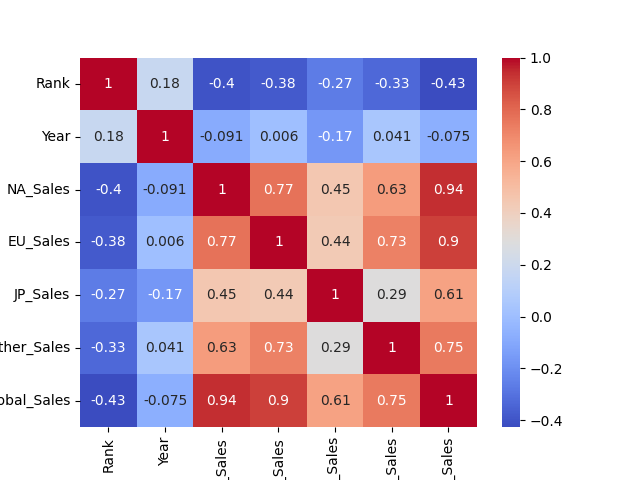 Rank 1 0.18 -0.4 -0.38 -0.27 -0.33 -0.43
Year 0.18 1 -0.091 0.006 -0.17 0.041 -0.075
NA_Sales -0.4 -0.091 1 0.77 0.45 0.63 0.94
EU_Sales -0.38 0.006 0.77 1 0.44 0.73 0.9
JP_Sales -0.27 -0.17 0.45 0.44 1 0.29 0.61
ther_Sales -0.33 0.041 0.63 0.73 0.29 1 0.75
obal_Sales -0.43 -0.075 0.94 0.9 0.61 0.75 1
Rank
Year
_Sales
_Sales
_Sales
_Sales
_Sales
1.0
0.8
0.6
0.4
0.2
0.0
−0.2
−0.4